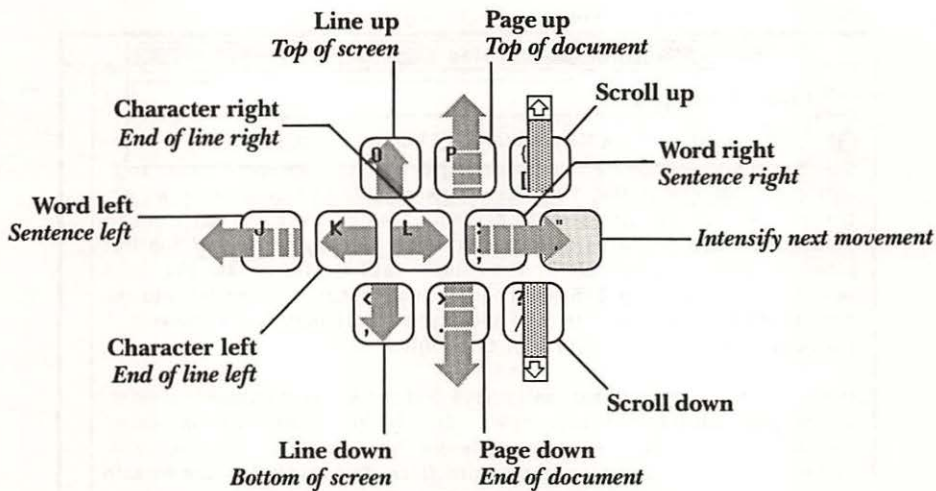 Line up
Top of screen
Page up
Top of document
Character right
End of line right
Scroll up
Word right
Sentence right
O
P
{
[
Word left
Sentence left
J
K
L
:
;
"
'
Intensify next movement
<
,
>
.
?
/
Character left
End of line left
Scroll down
Line down
Bottom of screen
Page down
End of document